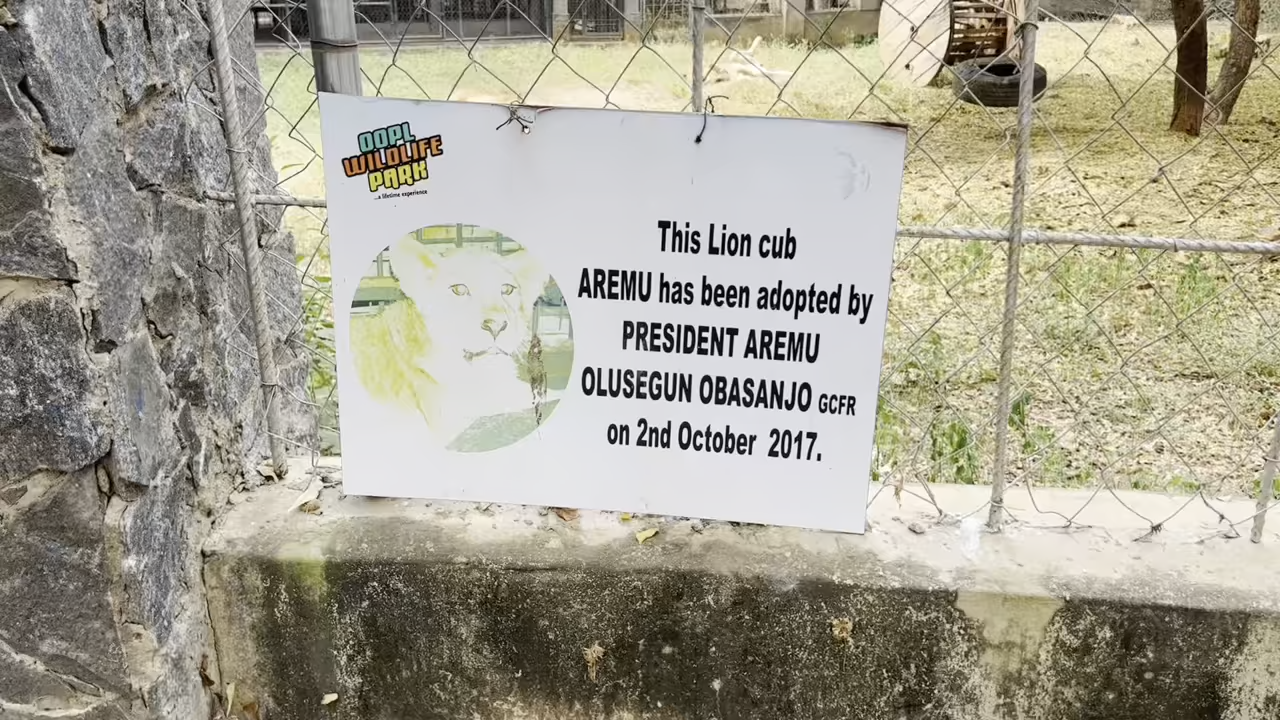 OOPL
WILDLIFE
PARK
...a lifetime experience
This Lion cub
AREMU has been adopted by
PRESIDENT AREMU
OLUSEGUN OBASANJO GCFR
on 2nd October 2017.